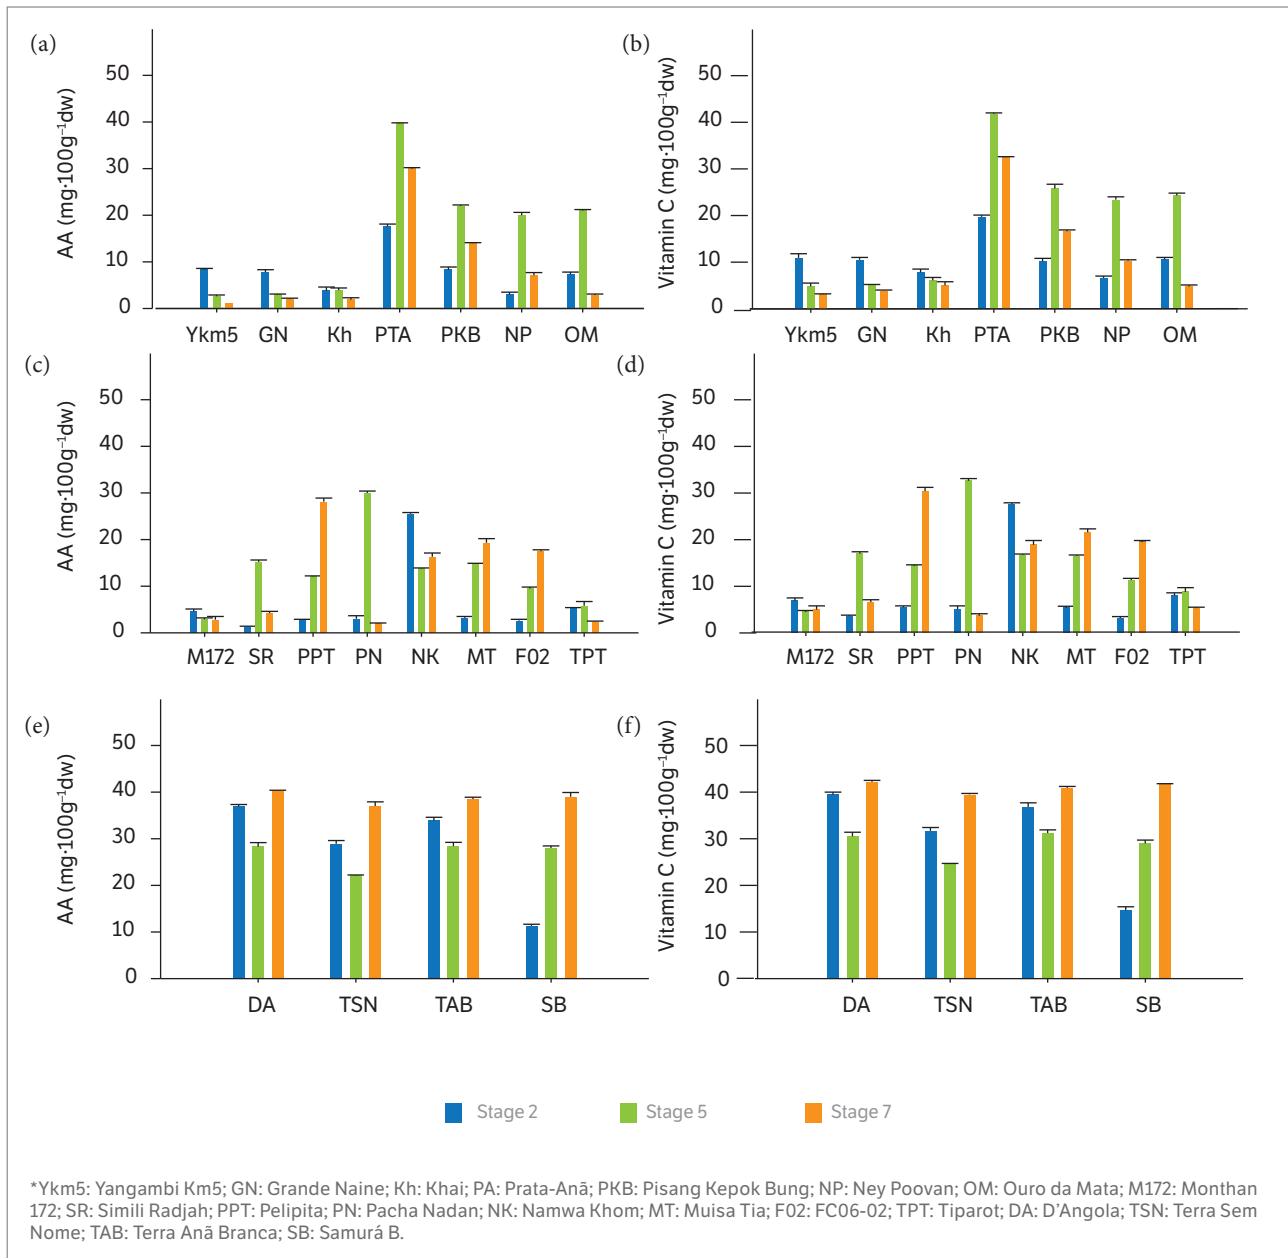 (a)
AA (mg·100g⁻¹dw)
50
40
30
20
10
0
Ykm5 GN Kh PTA PKB NP OM
(b)
Vitamin C (mg·100g⁻¹dw)
50
40
30
20
10
0
Ykm5 GN Kh PTA PKB NP OM
(c)
AA (mg·100g⁻¹dw)
50
40
30
20
10
0
M172 SR PPT PN NK MT F02 TPT
(d)
Vitamin C (mg·100g⁻¹dw)
50
40
30
20
10
0
M172 SR PPT PN NK MT F02 TPT
(e)
AA (mg·100g⁻¹dw)
50
40
30
20
10
0
DA TSN TAB SB
(f)
Vitamin C (mg·100g⁻¹dw)
50
40
30
20
10
0
DA TSN TAB SB
Stage 2 Stage 5 Stage 7
*Ykm5: Yangambi Km5; GN: Grande Naine; Kh: Khai; PA: Prata-Anã; PKB: Pisang Kepok Bung; NP: Ney Poovan; OM: Ouro da Mata; M172: Monthan
172; SR: Simili Radjah; PPT: Pelipita; PN: Pacha Nadan; NK: Namwa Khom; MT: Muisa Tia; F02: FC06-02; TPT: Tiparot; DA: D'Angola; TSN: Terra Sem
Nome; TAB: Terra Anã Branca; SB: Samurá B.